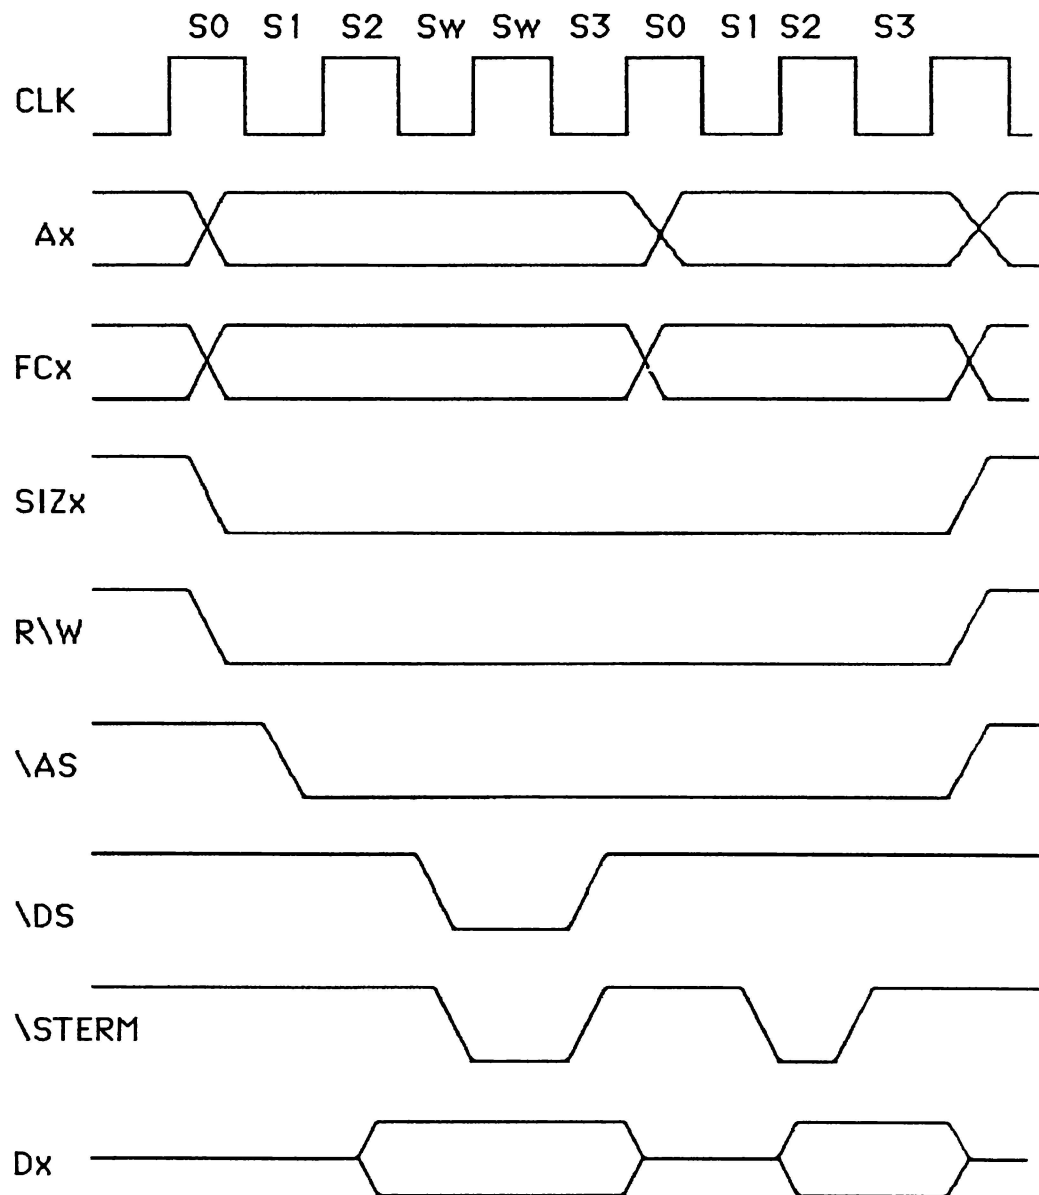 S0 S1 S2 Sw Sw S3 S0 S1 S2 S3
CLK
Ax
FCx
SIZx
R\W
\AS
\DS
\STERM
Dx